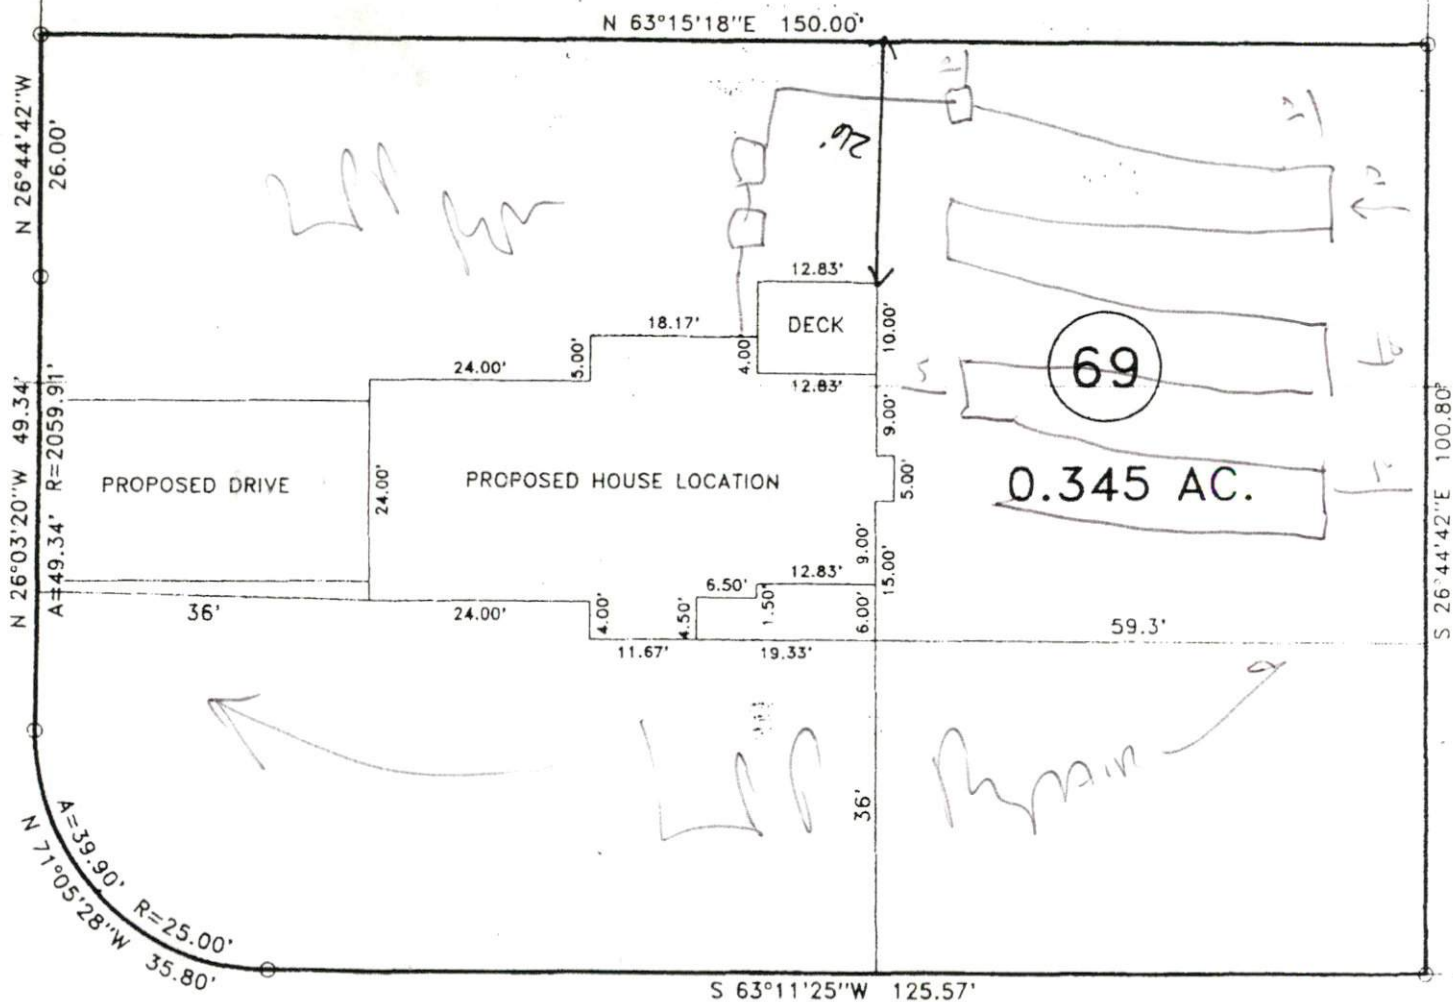 N 63°15'18"E 150.00'
N 26°44'42"W
26.00'
26'
12.83'
DECK
10.00'
18.17'
5.00'
4.00'
24.00'
12.83'
69
9.00'
N 26°03'20"W 49.34'
A=49.34' R=2059.91'
PROPOSED DRIVE
24.00'
PROPOSED HOUSE LOCATION
5.00'
0.345 AC.
S 26°44'42"E 100.80'
9.00'
15.00'
12.83'
6.50'
1.50'
6.00'
36'
24.00'
4.00'
4.50'
11.67'
19.33'
59.3'
Repair
36'
A=39.90' R=25.00'
N 71°05'28"W 35.80'
S 63°11'25"W 125.57'